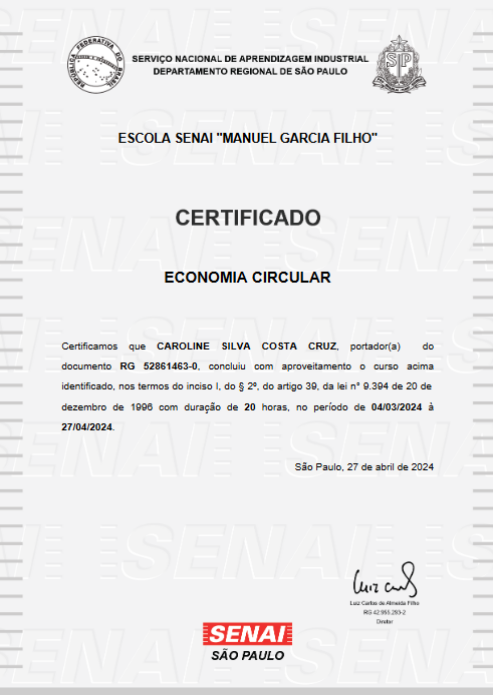 REPÚBLICA FEDERATIVA DO BRASIL
SERVIÇO NACIONAL DE APRENDIZAGEM INDUSTRIAL
DEPARTAMENTO REGIONAL DE SÃO PAULO
SP
ESCOLA SENAI "MANUEL GARCIA FILHO"
CERTIFICADO
ECONOMIA CIRCULAR
Certificamos que CAROLINE SILVA COSTA CRUZ, portador(a) do
documento RG 52861463-0, concluiu com aproveitamento o curso acima
identificado, nos termos do inciso I, do § 2º, do artigo 39, da lei n° 9.394 de 20 de
dezembro de 1996 com duração de 20 horas, no período de 04/03/2024 à
27/04/2024.
São Paulo, 27 de abril de 2024
Luiz Carlos de Almeida Filho
RG 42.993.293-2
Diretor
SENAI
SÃO PAULO